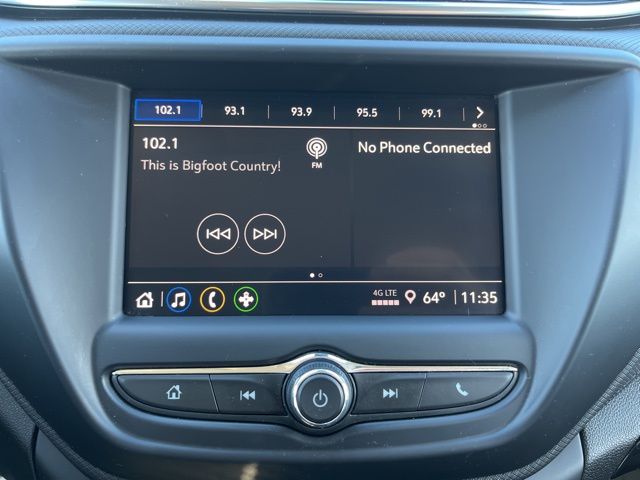 102.1 93.1 93.9 95.5 99.1
102.1
This is Bigfoot Country!
FM
No Phone Connected
4G LTE
64° 11:35